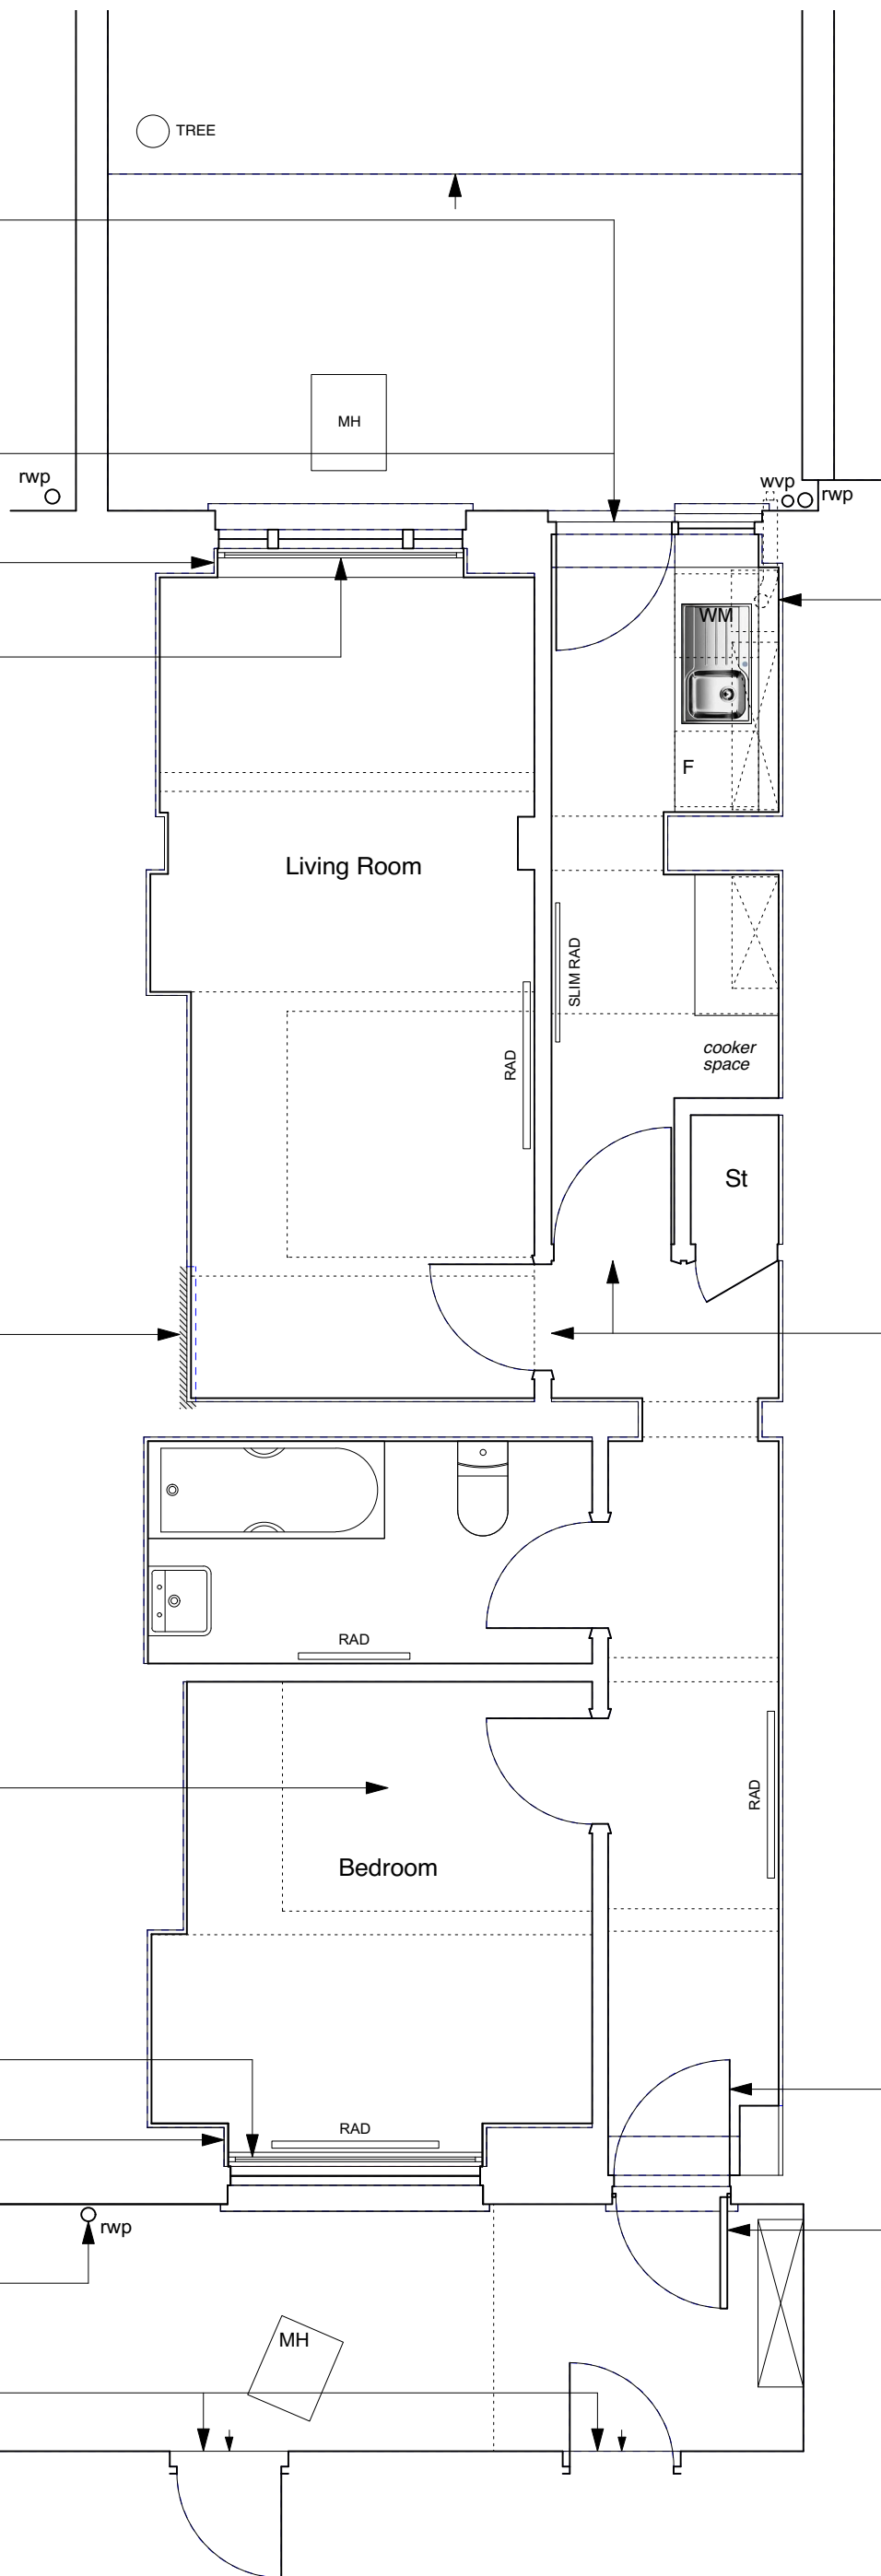 TREE
MH
rwp
wvp
rwp
WM
F
Living Room
SLIM RAD
RAD
cooker
space
St
RAD
RAD
Bedroom
RAD
rwp
MH